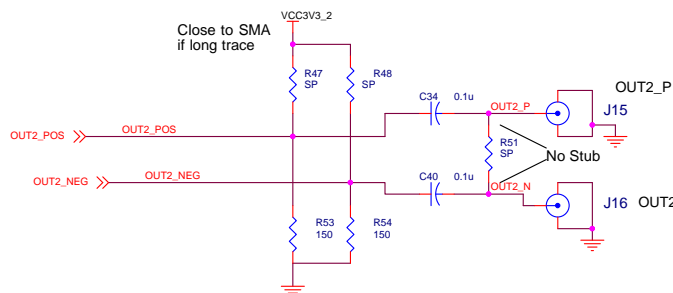 VCC3V3_2
Close to SMA
if long trace
R47
SP
R48
SP
C34
0.1u
OUT2_P
OUT2_P
J15
OUT2_POS
OUT2_POS
R51
SP
No Stub
OUT2_NEG
OUT2_NEG
C40
0.1u
OUT2_N
J16
OUT2
R53
150
R54
150